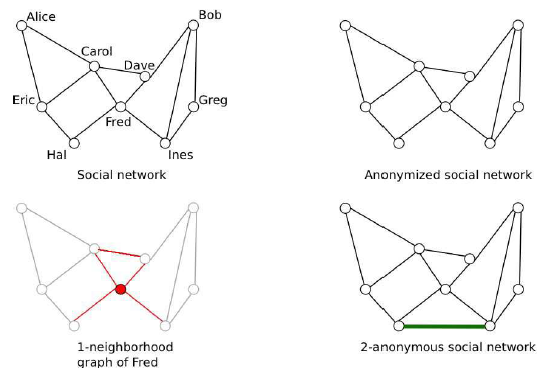 Alice
Bob
Carol
Dave
Eric
Greg
Fred
Hal
Ines
Social network
Anonymized social network
1-neighborhood
graph of Fred
2-anonymous social network